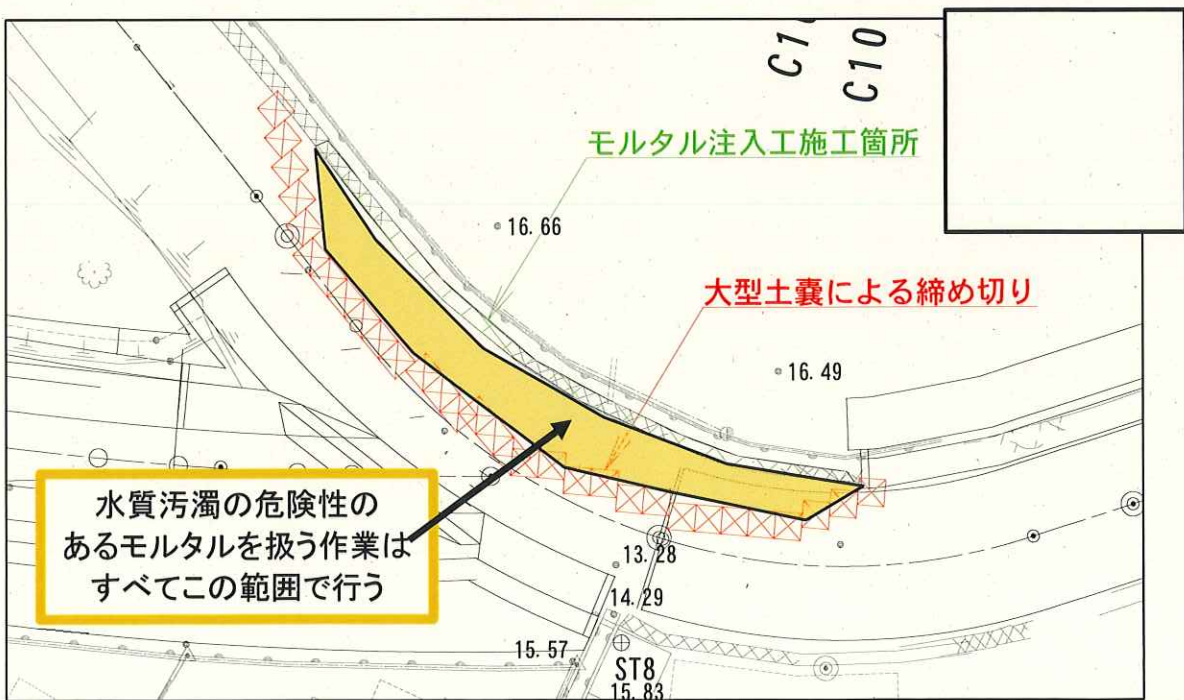 C10
モルタル注入工施工箇所
16.66
大型土嚢による締め切り
16.49
水質汚濁の危険性の
あるモルタルを扱う作業は
すべてこの範囲で行う
13.28
14.29
15.57
ST8
15.83